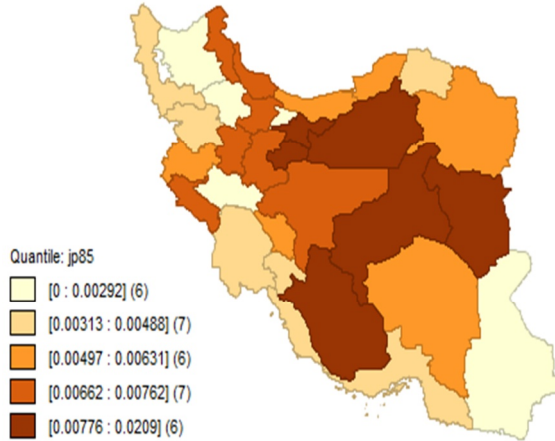 Quantile: jp85
[0 : 0.00292] (6)
[0.00313 : 0.00488] (7)
[0.00497 : 0.00631] (6)
[0.00662 : 0.00762] (7)
[0.00776 : 0.0209] (6)